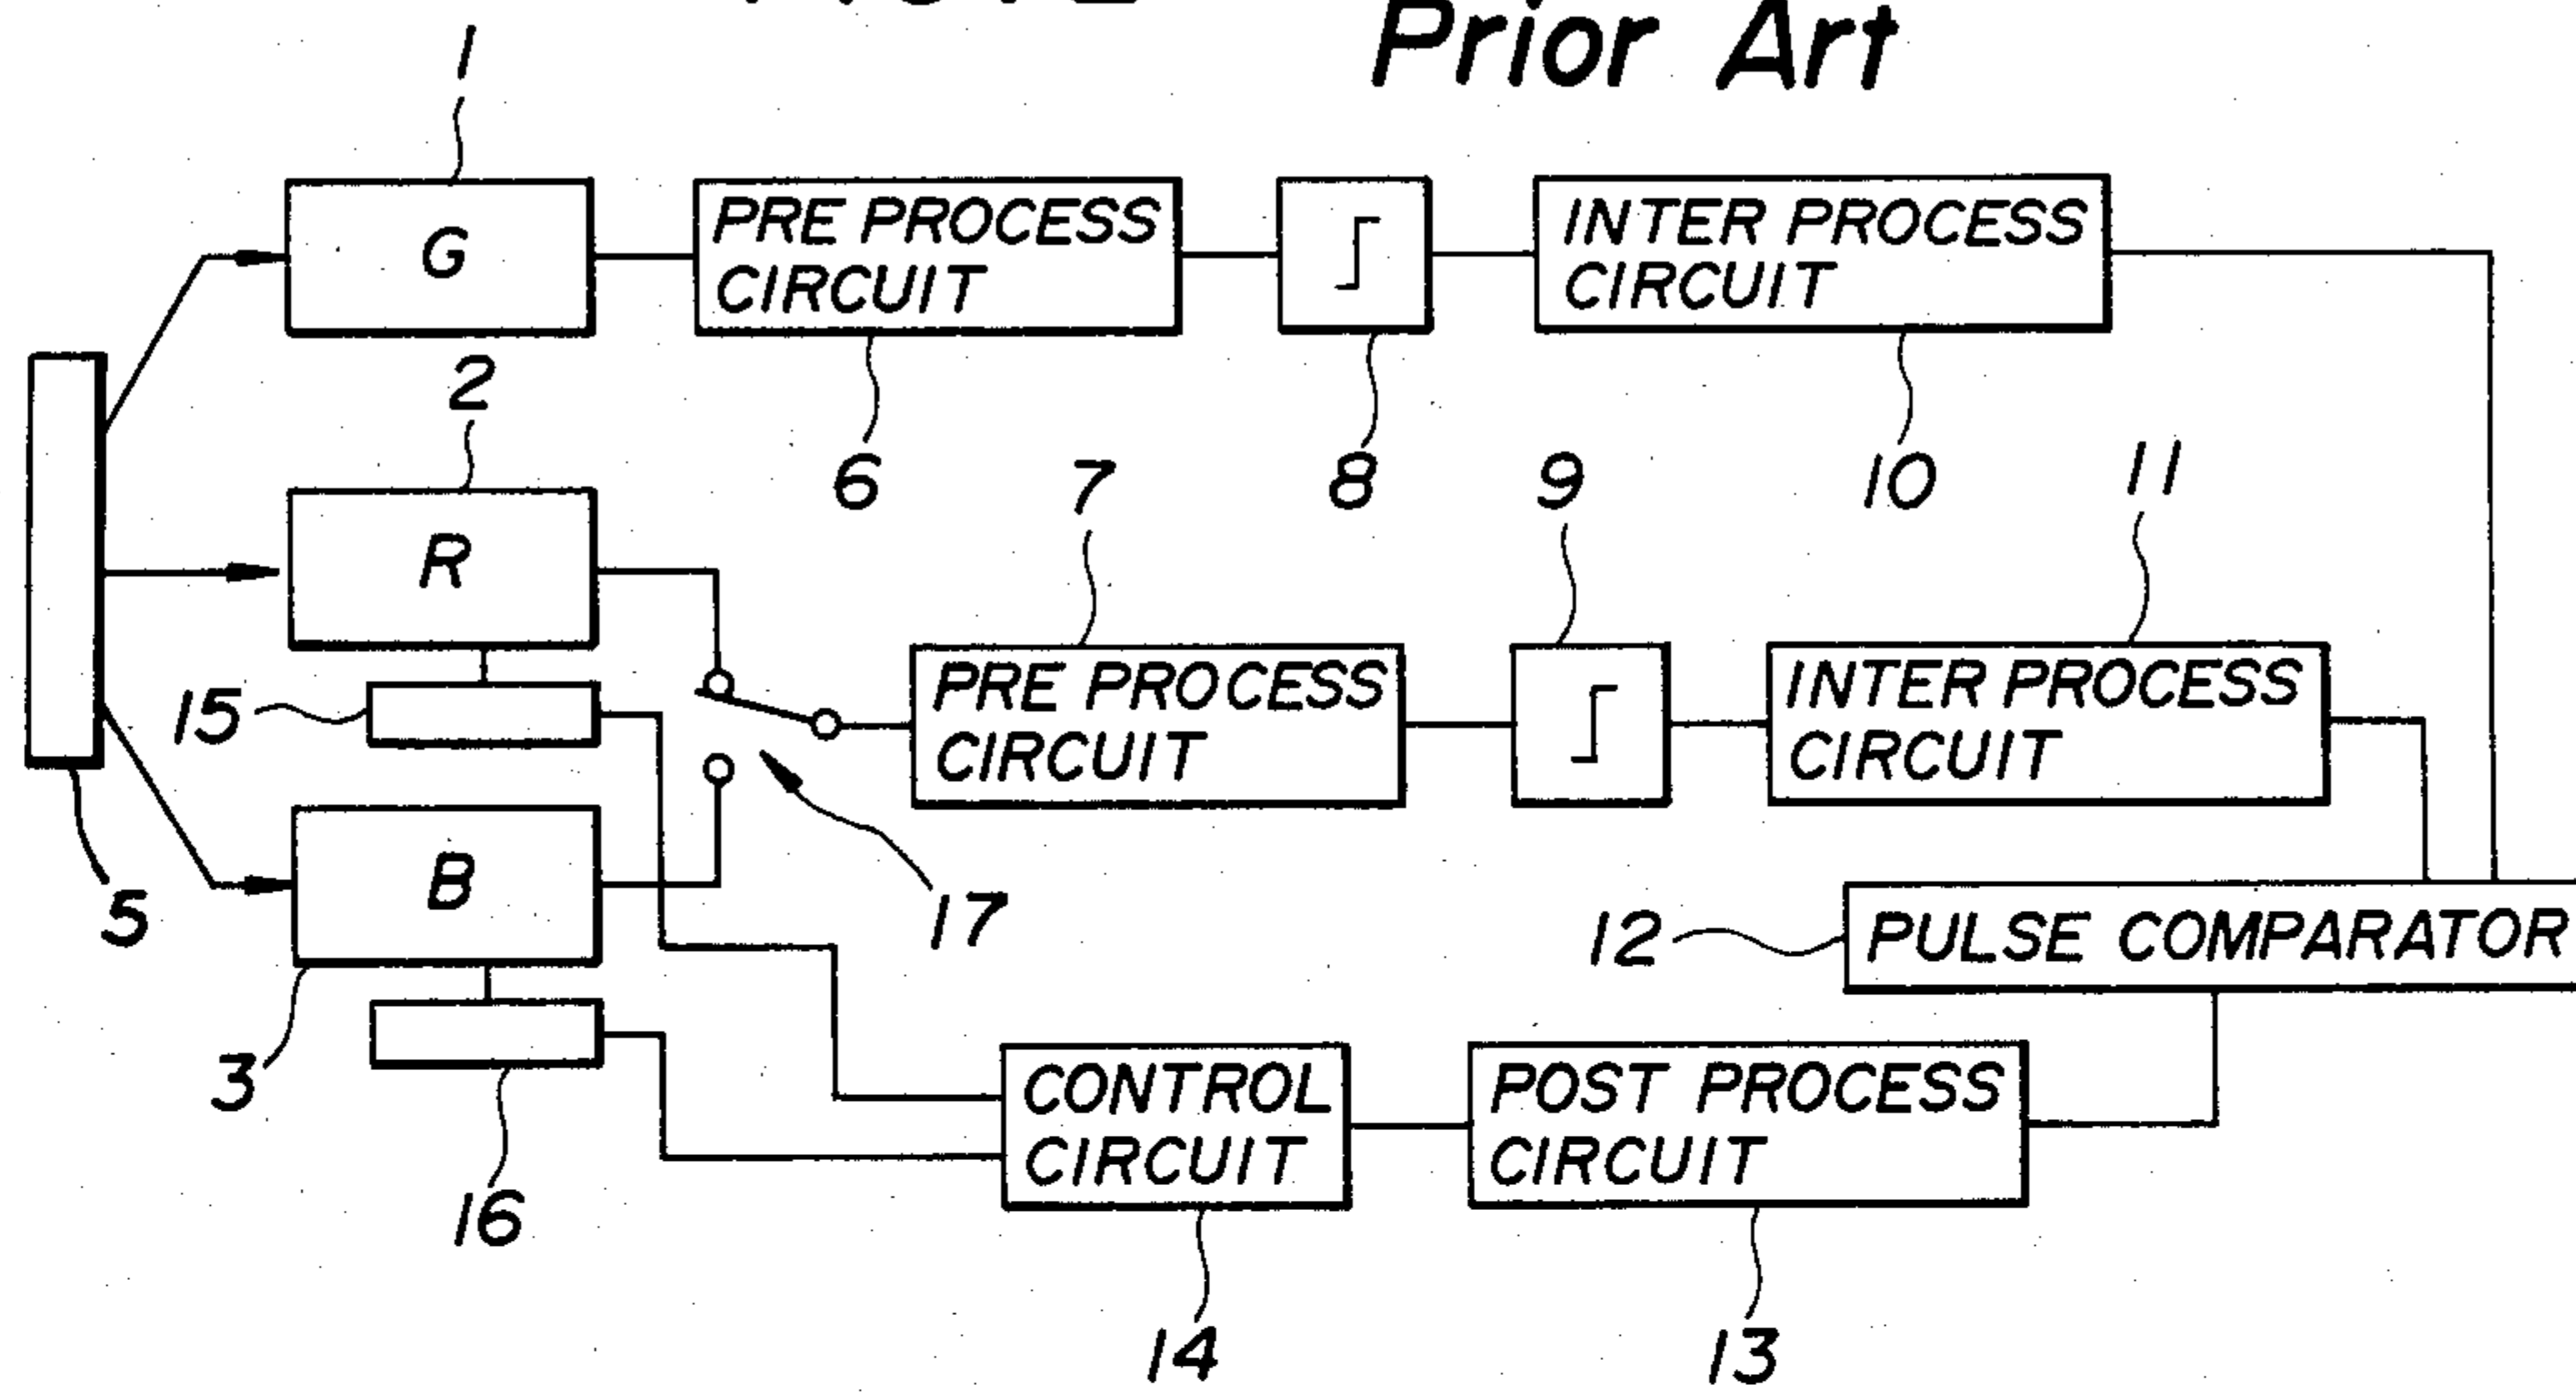 Prior Art
1
G
PRE PROCESS
CIRCUIT
INTER PROCESS
CIRCUIT
2
6
8
10
R
7
9
11
15
PRE PROCESS
CIRCUIT
INTER PROCESS
CIRCUIT
5
B
17
12
PULSE COMPARATOR
3
16
CONTROL
CIRCUIT
POST PROCESS
CIRCUIT
14
13